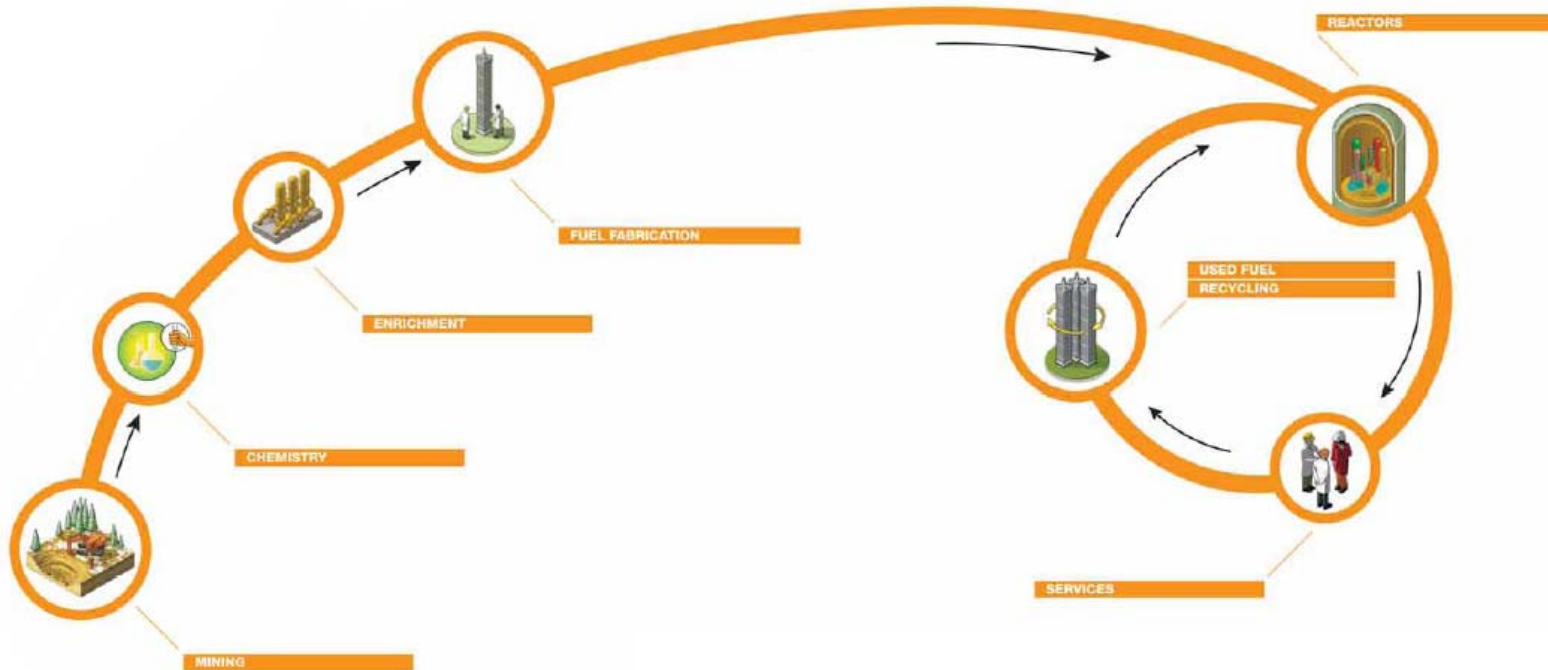 REACTORS
FUEL FABRICATION
USED FUEL
RECYCLING
ENRICHMENT
CHEMISTRY
SERVICES
MINING